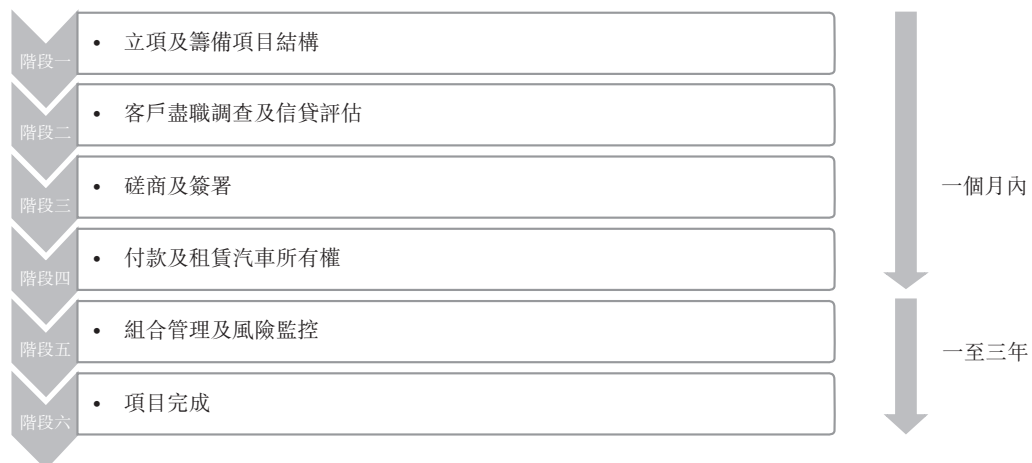 階段一
• 立項及籌備項目結構
階段二
• 客戶盡職調查及信貸評估
階段三
• 磋商及簽署
階段四
• 付款及租賃汽車所有權
一個月內
階段五
• 組合管理及風險監控
一至三年
階段六
• 項目完成